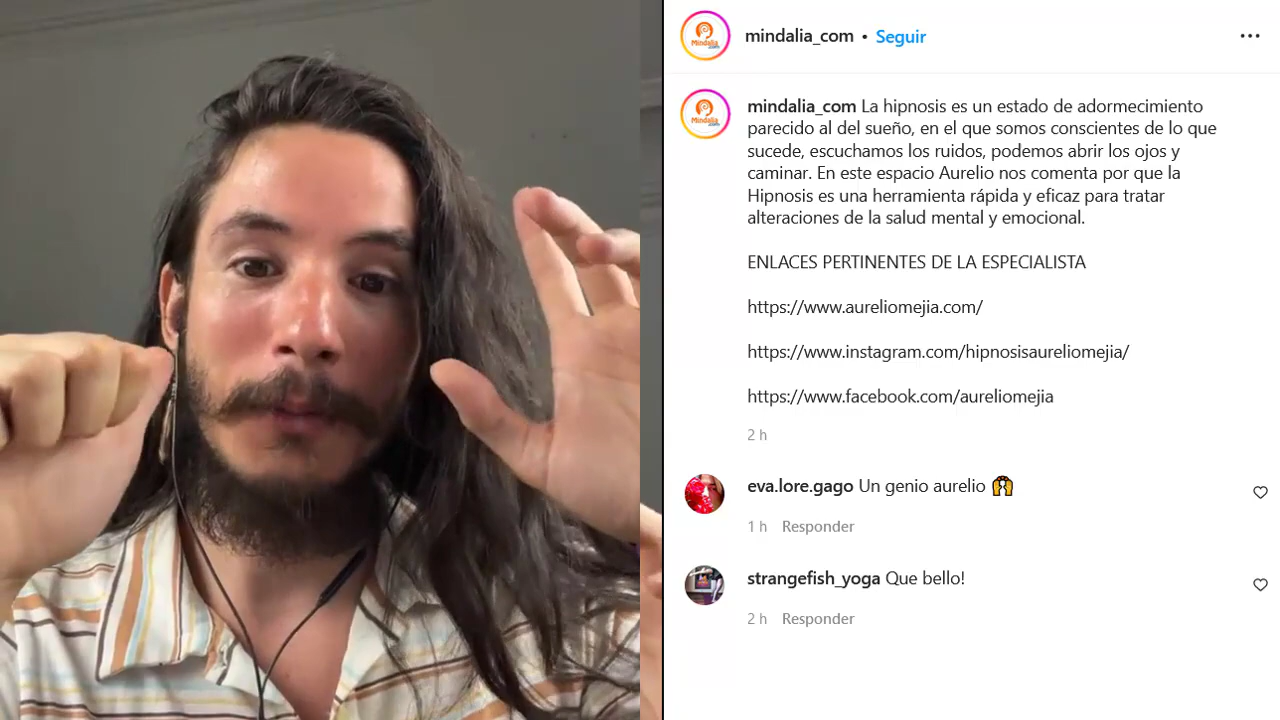 mindalia_com • Seguir
mindalia_com La hipnosis es un estado de adormecimiento
parecido al del sueño, en el que somos conscientes de lo que
sucede, escuchamos los ruidos, podemos abrir los ojos y
caminar. En este espacio Aurelio nos comenta por que la
Hipnosis es una herramienta rápida y eficaz para tratar
alteraciones de la salud mental y emocional.
ENLACES PERTINENTES DE LA ESPECIALISTA
https://www.aureliomejia.com/
https://www.instagram.com/hipnosisaureliomejia/
https://www.facebook.com/aureliomejia
2 h
eva.lore.gago Un genio aurelio 🙌
1 h Responder
strangefish_yoga Que bello!
2 h Responder